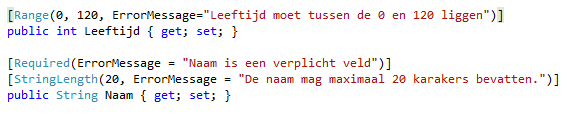 [Range(0, 120, ErrorMessage="Leeftijd moet tussen de 0 en 120 liggen")]
public int Leeftijd { get; set; }
[Required(ErrorMessage = "Naam is een verplicht veld")]
[StringLength(20, ErrorMessage = "De naam mag maximaal 20 karakers bevatten.")]
public String Naam { get; set; }